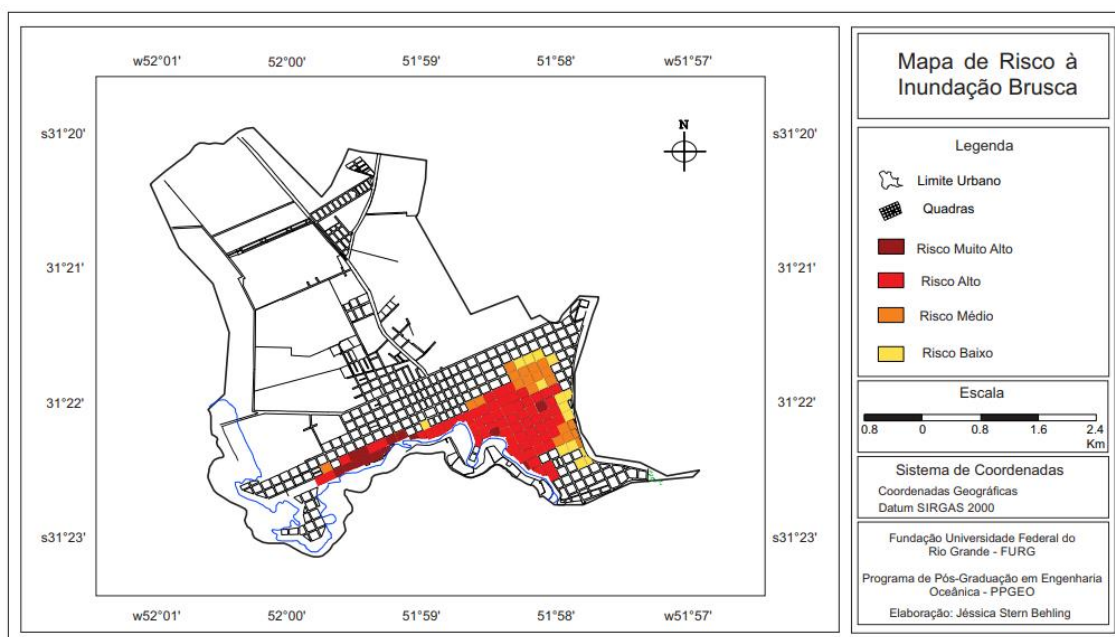 w52°01'
52°00'
51°59'
51°58'
w51°57'
s31°20'
s31°20'
N
31°21'
31°21'
31°22'
31°22'
s31°23'
s31°23'
w52°01'
52°00'
51°59'
51°58'
w51°57'
Mapa de Risco à
Inundação Brusca
Legenda
Limite Urbano
Quadras
Risco Muito Alto
Risco Alto
Risco Médio
Risco Baixo
Escala
0.8 0 0.8 1.6 2.4
Km
Sistema de Coordenadas
Coordenadas Geográficas
Datum SIRGAS 2000
Fundação Universidade Federal do
Rio Grande - FURG
Programa de Pós-Graduação em Engenharia
Oceânica - PPGEO
Elaboração: Jéssica Stern Behling